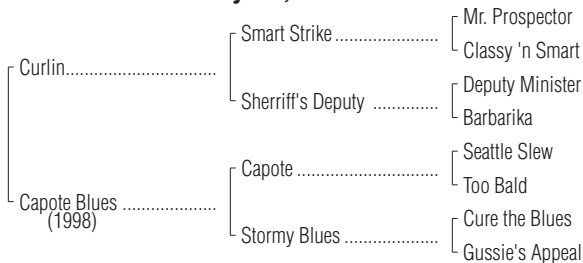 Mr. Prospector
Smart Strike ....................
Classy 'n Smart
Curlin.............................
Deputy Minister
Sherriff's Deputy .............
Barbarika
Seattle Slew
Capote ...........................
Too Bald
Capote Blues ..................
(1998)
Cure the Blues
Stormy Blues ..................
Gussie's Appeal